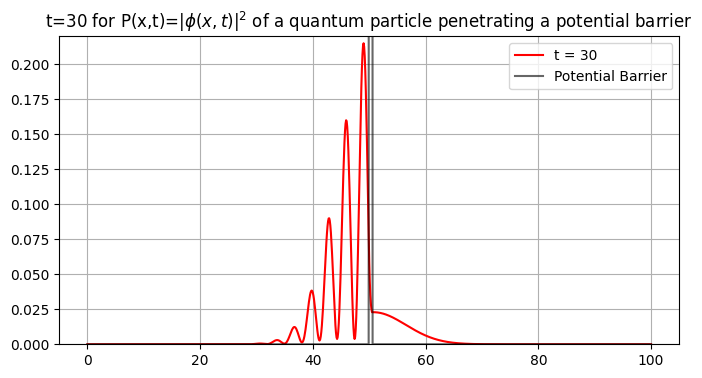 t=30 for P(x,t)=|ϕ(x, t)|² of a quantum particle penetrating a potential barrier
t = 30
Potential Barrier
0.200
0.175
0.150
0.125
0.100
0.075
0.050
0.025
0.000
0 20 40 60 80 100